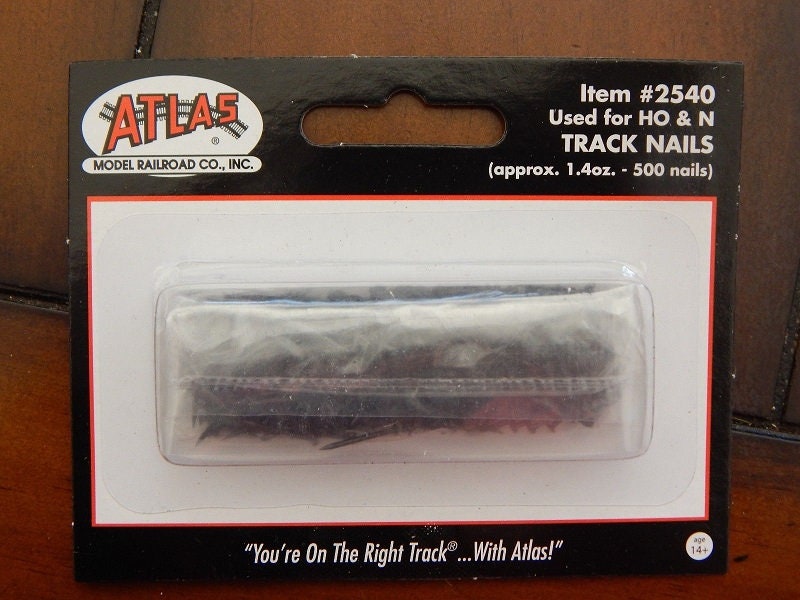 ATLAS®
MODEL RAILROAD CO., INC.
Item #2540
Used for HO & N
TRACK NAILS
(approx. 1.4oz. - 500 nails)
"You're On The Right Track®...With Atlas!"
age
14+